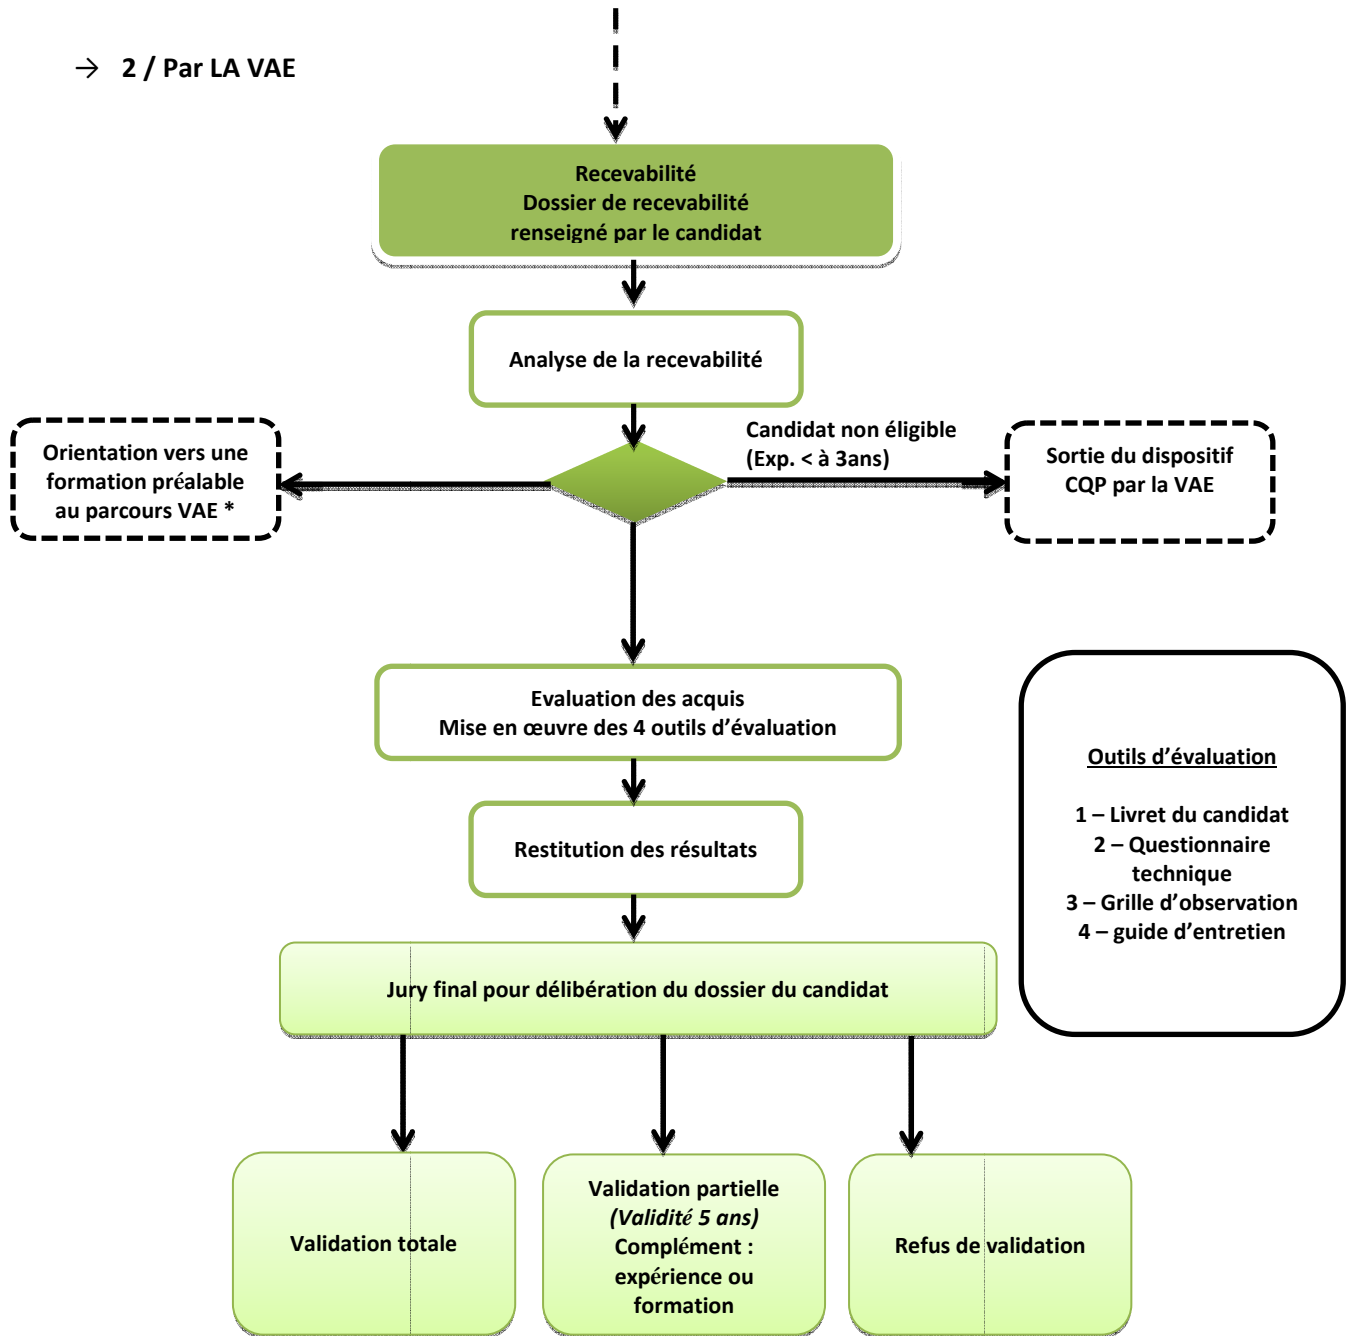 → 2 / Par LA VAE
Recevabilité
Dossier de recevabilité
renseigné par le candidat
Analyse de la recevabilité
Candidat non éligible
(Exp. < à 3ans)
Orientation vers une
formation préalable
au parcours VAE *
Sortie du dispositif
CQP par la VAE
Evaluation des acquis
Mise en œuvre des 4 outils d’évaluation
Restitution des résultats
Outils d’évaluation
1 – Livret du candidat
2 – Questionnaire
technique
3 – Grille d’observation
4 – guide d’entretien
Jury final pour délibération du dossier du candidat
Validation totale
Validation partielle
(Validité 5 ans)
Complément :
expérience ou
formation
Refus de validation